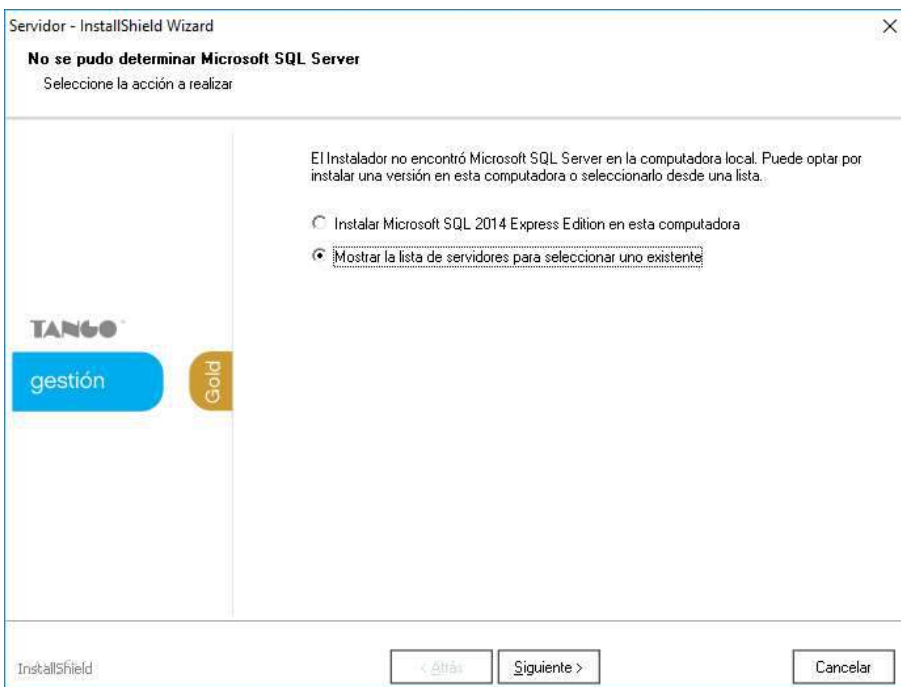 Servidor - InstallShield Wizard
No se pudo determinar Microsoft SQL Server
Seleccione la acción a realizar
El Instalador no encontró Microsoft SQL Server en la computadora local. Puede optar por
instalar una versión en esta computadora o seleccionarlo desde una lista.
Instalar Microsoft SQL 2014 Express Edition en esta computadora
Mostrar la lista de servidores para seleccionar uno existente
TANGO
gestión
Gold
InstallShield
< Atrás
Siguiente >
Cancelar